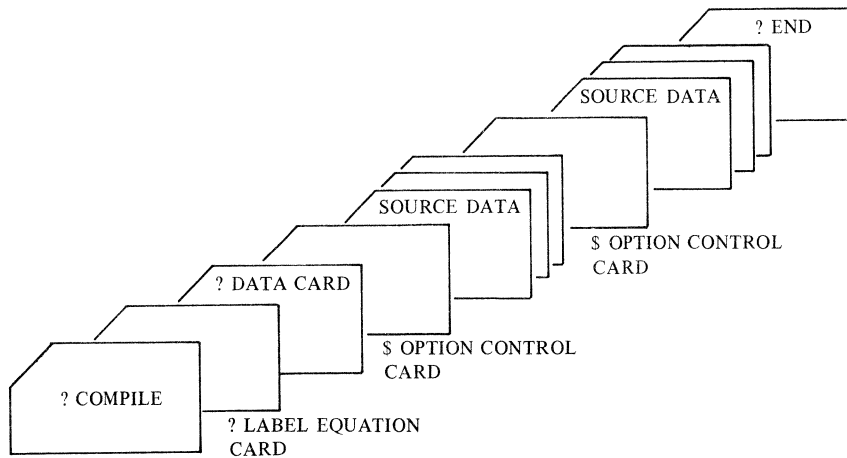 ? END
SOURCE DATA
SOURCE DATA
$ OPTION CONTROL
CARD
? DATA CARD
$ OPTION CONTROL
CARD
? COMPILE
? LABEL EQUATION
CARD